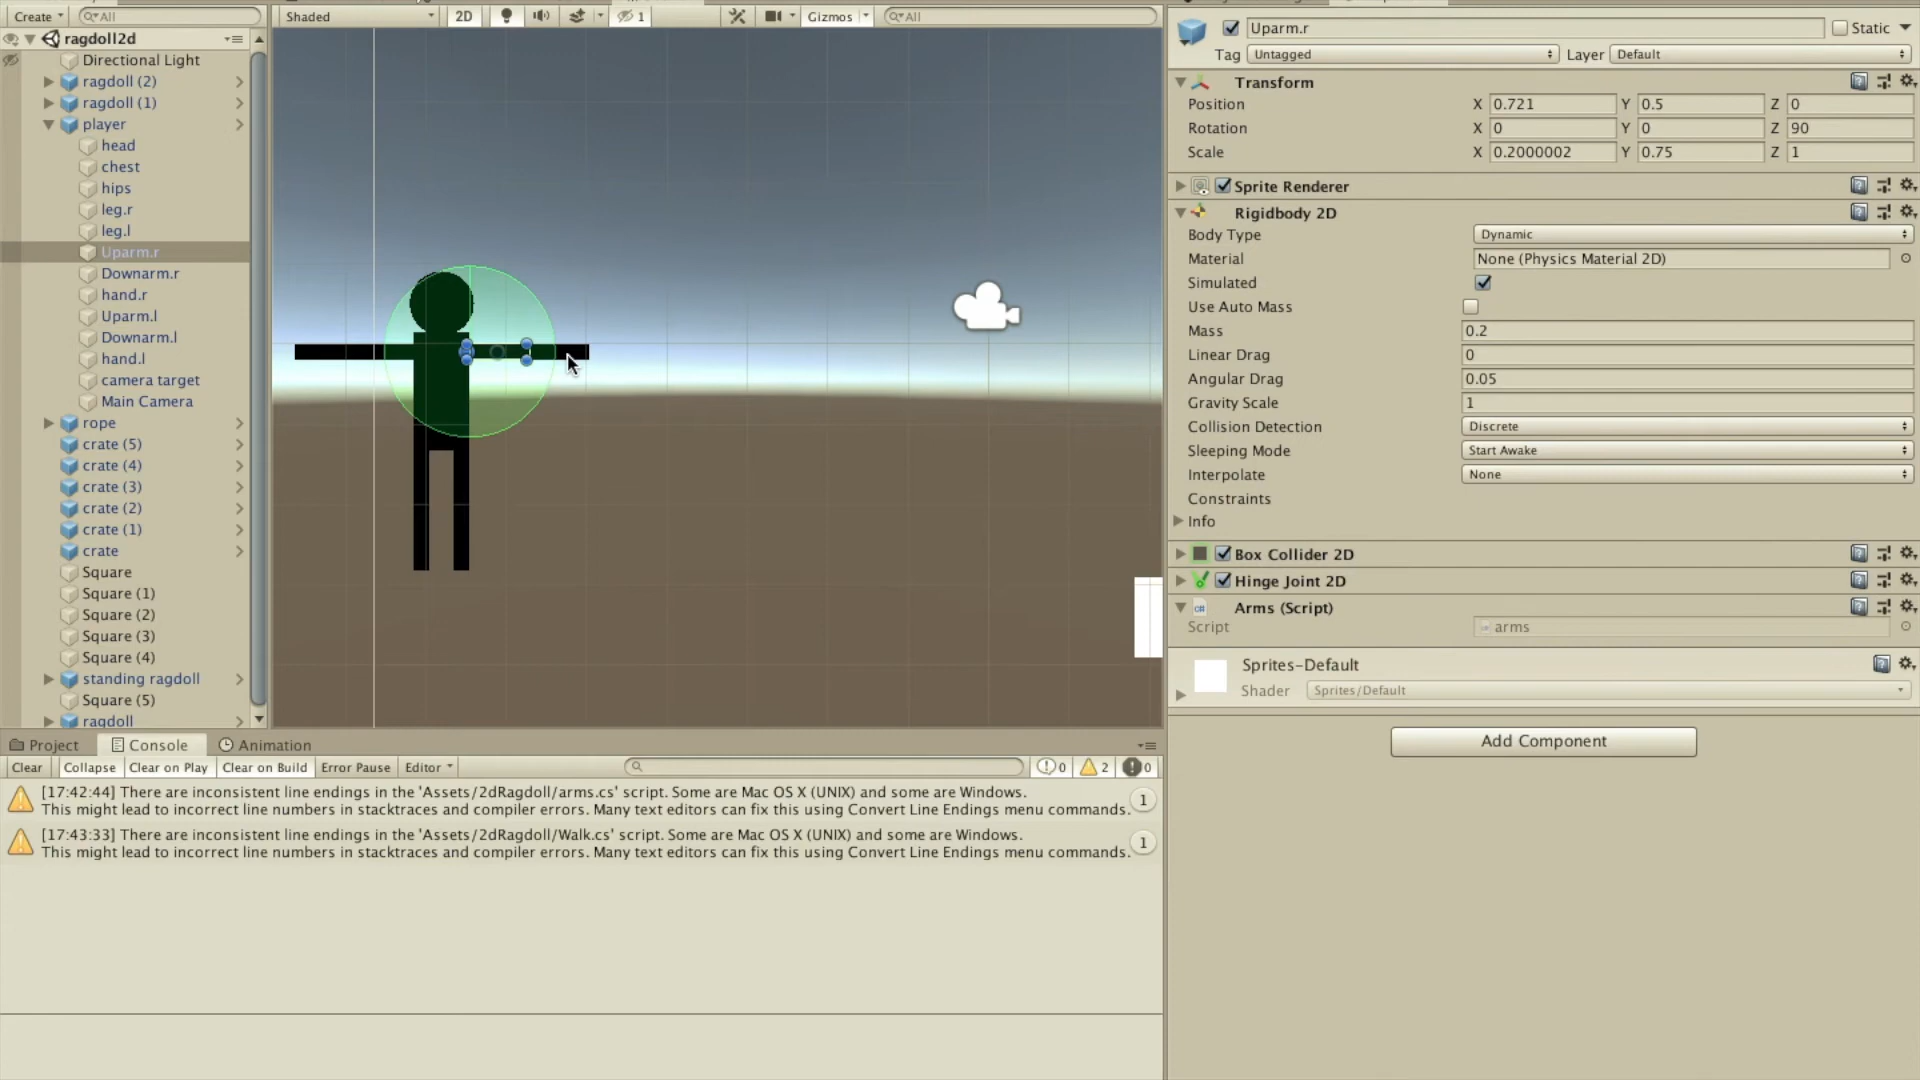 Create
All
ragdoll2d
Directional Light
ragdoll (2)
ragdoll (1)
player
head
chest
hips
leg.r
leg.l
Uparm.r
Downarm.r
hand.r
Uparm.l
Downarm.l
hand.l
camera target
Main Camera
rope
crate (5)
crate (4)
crate (3)
crate (2)
crate (1)
crate
Square
Square (1)
Square (2)
Square (3)
Square (4)
standing ragdoll
Square (5)
ragdoll
Shaded 2D 1 Gizmos All
Uparm.r Static
Tag Untagged Layer Default
Transform
Position X 0.721 Y 0.5 Z 0
Rotation X 0 Y 0 Z 90
Scale X 0.2000002 Y 0.75 Z 1
Sprite Renderer
Rigidbody 2D
Body Type Dynamic
Material None (Physics Material 2D)
Simulated
Use Auto Mass
Mass 0.2
Linear Drag 0
Angular Drag 0.05
Gravity Scale 1
Collision Detection Discrete
Sleeping Mode Start Awake
Interpolate None
Constraints
Info
Box Collider 2D
Hinge Joint 2D
Arms (Script)
Script arms
Sprites-Default
Shader Sprites/Default
Add Component
Project Console Animation
Clear Collapse Clear on Play Clear on Build Error Pause Editor 0 2 0
[17:42:44] There are inconsistent line endings in the 'Assets/2dRagdoll/arms.cs' script. Some are Mac OS X (UNIX) and some are Windows.
This might lead to incorrect line numbers in stacktraces and compiler errors. Many text editors can fix this using Convert Line Endings menu commands. 1
[17:43:33] There are inconsistent line endings in the 'Assets/2dRagdoll/Walk.cs' script. Some are Mac OS X (UNIX) and some are Windows.
This might lead to incorrect line numbers in stacktraces and compiler errors. Many text editors can fix this using Convert Line Endings menu commands. 1